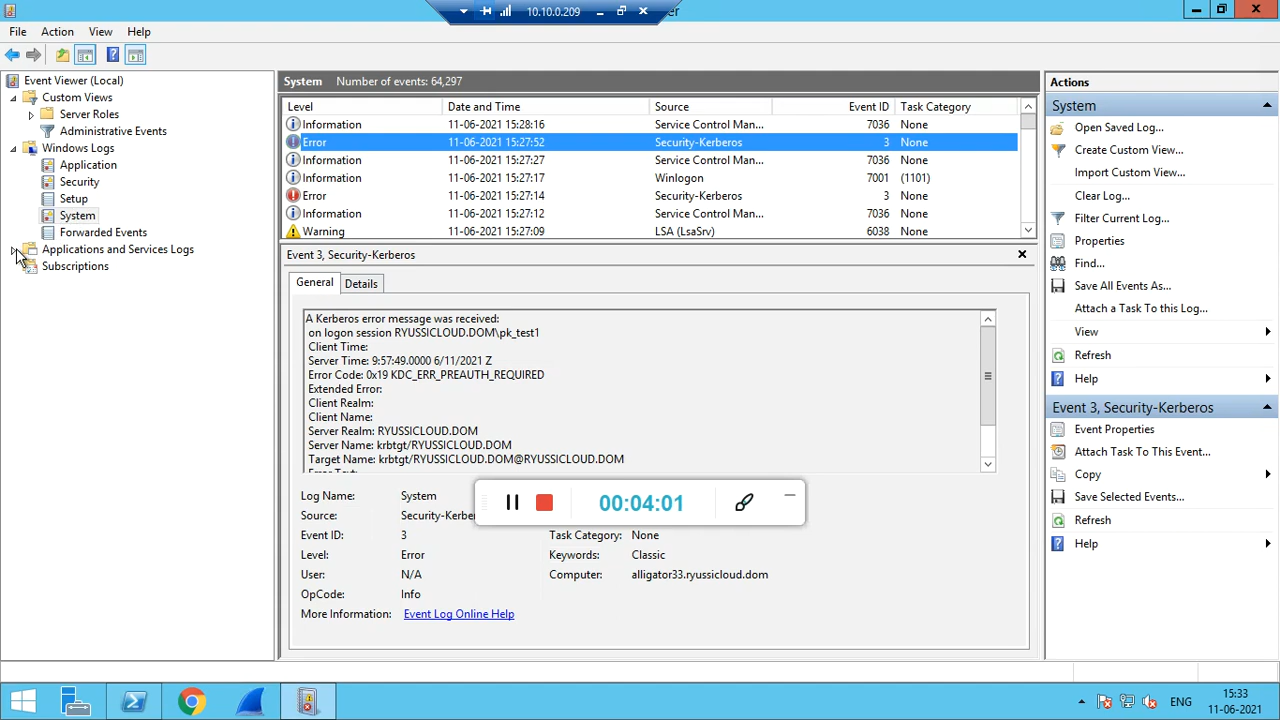 10.10.0.209
File Action View Help
Event Viewer (Local)
Custom Views
Server Roles
Administrative Events
Windows Logs
Application
Security
Setup
System
Forwarded Events
Applications and Services Logs
Subscriptions
System Number of events: 64,297
Level Date and Time Source Event ID Task Category
Information 11-06-2021 15:28:16 Service Control Man... 7036 None
Error 11-06-2021 15:27:52 Security-Kerberos 3 None
Information 11-06-2021 15:27:27 Service Control Man... 7036 None
Information 11-06-2021 15:27:17 Winlogon 7001 (1101)
Error 11-06-2021 15:27:14 Security-Kerberos 3 None
Information 11-06-2021 15:27:12 Service Control Man... 7036 None
Warning 11-06-2021 15:27:09 LSA (LsaSrv) 6038 None
Event 3, Security-Kerberos
General Details
A Kerberos error message was received:
on logon session RYUSSICLOUD.DOM\pk_test1
Client Time:
Server Time: 9:57:49.0000 6/11/2021 Z
Error Code: 0x19 KDC_ERR_PREAUTH_REQUIRED
Extended Error:
Client Realm:
Client Name:
Server Realm: RYUSSICLOUD.DOM
Server Name: krbtgt/RYUSSICLOUD.DOM
Target Name: krbtgt/RYUSSICLOUD.DOM@RYUSSICLOUD.DOM
Error Text:
00:04:01
Log Name: System
Source: Security-Kerber
Event ID: 3 Task Category: None
Level: Error Keywords: Classic
User: N/A Computer: alligator33.ryussicloud.dom
OpCode: Info
More Information: Event Log Online Help
Actions
System
Open Saved Log...
Create Custom View...
Import Custom View...
Clear Log...
Filter Current Log...
Properties
Find...
Save All Events As...
Attach a Task To this Log...
View
Refresh
Help
Event 3, Security-Kerberos
Event Properties
Attach Task To This Event...
Copy
Save Selected Events...
Refresh
Help
ENG
15:33
11-06-2021